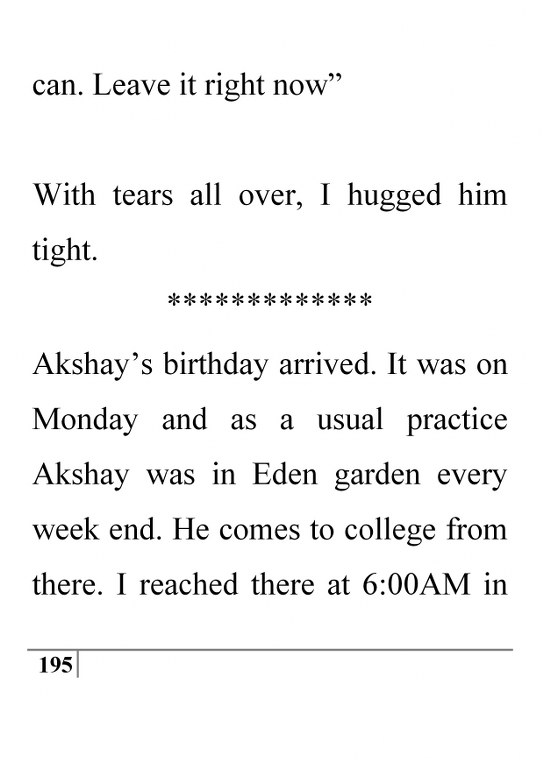 can. Leave it right now”
With tears all over, I hugged him
tight.
*************
Akshay’s birthday arrived. It was on
Monday and as a usual practice
Akshay was in Eden garden every
week end. He comes to college from
there. I reached there at 6:00AM in
195